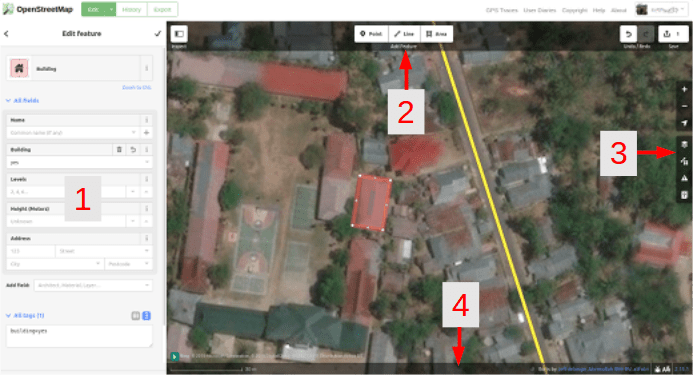 OpenStreetMap
Edit
History
Export
GPS Traces
User Diaries
Copyright
Help
About
Edit feature
Inspect
Point
Line
Area
Add Feature
Undo / Redo
1
Save
Building
Zoom to this
All fields
Name
Common name (if any)
Building
yes
Levels
2, 4, 6...
Height (Meters)
Unknown
Address
123
Street
City
Postcode
Add field:
Architect, Material, Layer...
All tags (1)
building=yes
1
2
3
4
50 m